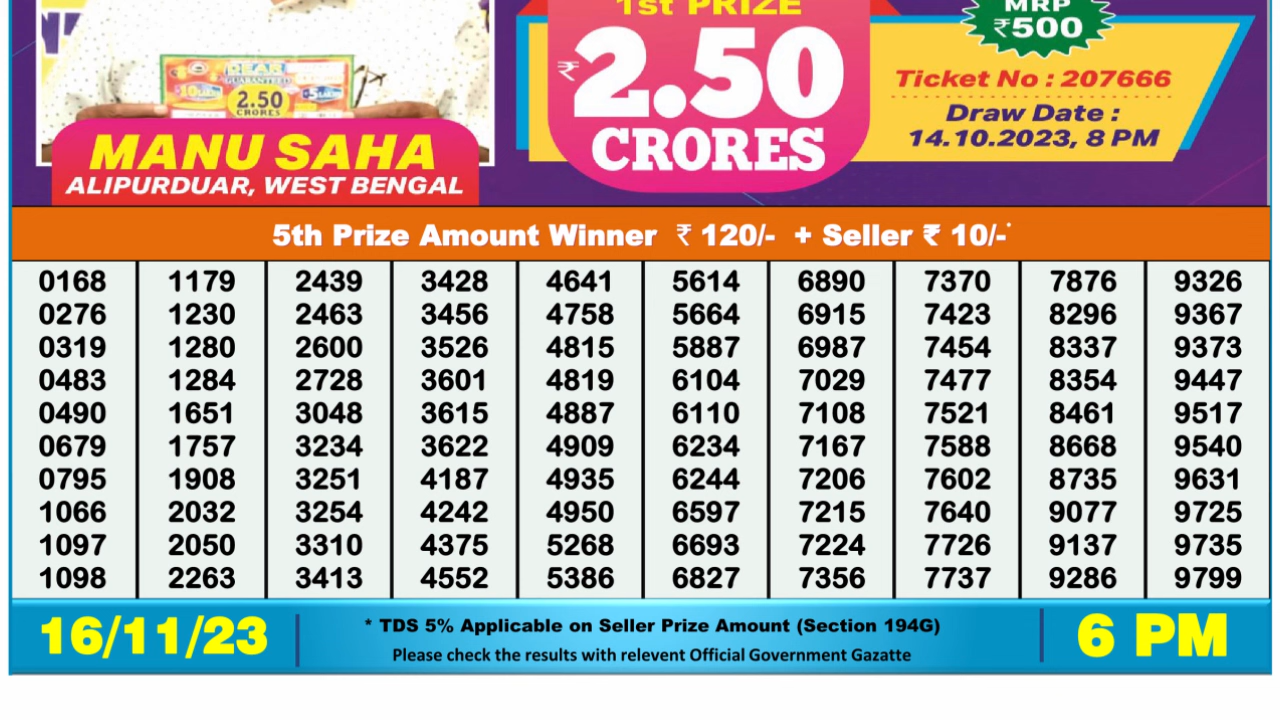 1st PRIZE
₹2.50
CRORES
MRP
₹500
Ticket No : 207666
Draw Date :
14.10.2023, 8 PM
DEAR
GUARANTEED
2.50
CRORES
MANU SAHA
ALIPURDUAR, WEST BENGAL
5th Prize Amount Winner ₹ 120/- + Seller ₹ 10/-*
0168 1179 2439 3428 4641 5614 6890 7370 7876 9326
0276 1230 2463 3456 4758 5664 6915 7423 8296 9367
0319 1280 2600 3526 4815 5887 6987 7454 8337 9373
0483 1284 2728 3601 4819 6104 7029 7477 8354 9447
0490 1651 3048 3615 4887 6110 7108 7521 8461 9517
0679 1757 3234 3622 4909 6234 7167 7588 8668 9540
0795 1908 3251 4187 4935 6244 7206 7602 8735 9631
1066 2032 3254 4242 4950 6597 7215 7640 9077 9725
1097 2050 3310 4375 5268 6693 7224 7726 9137 9735
1098 2263 3413 4552 5386 6827 7356 7737 9286 9799
16/11/23
* TDS 5% Applicable on Seller Prize Amount (Section 194G)
Please check the results with relevent Official Government Gazatte
6 PM